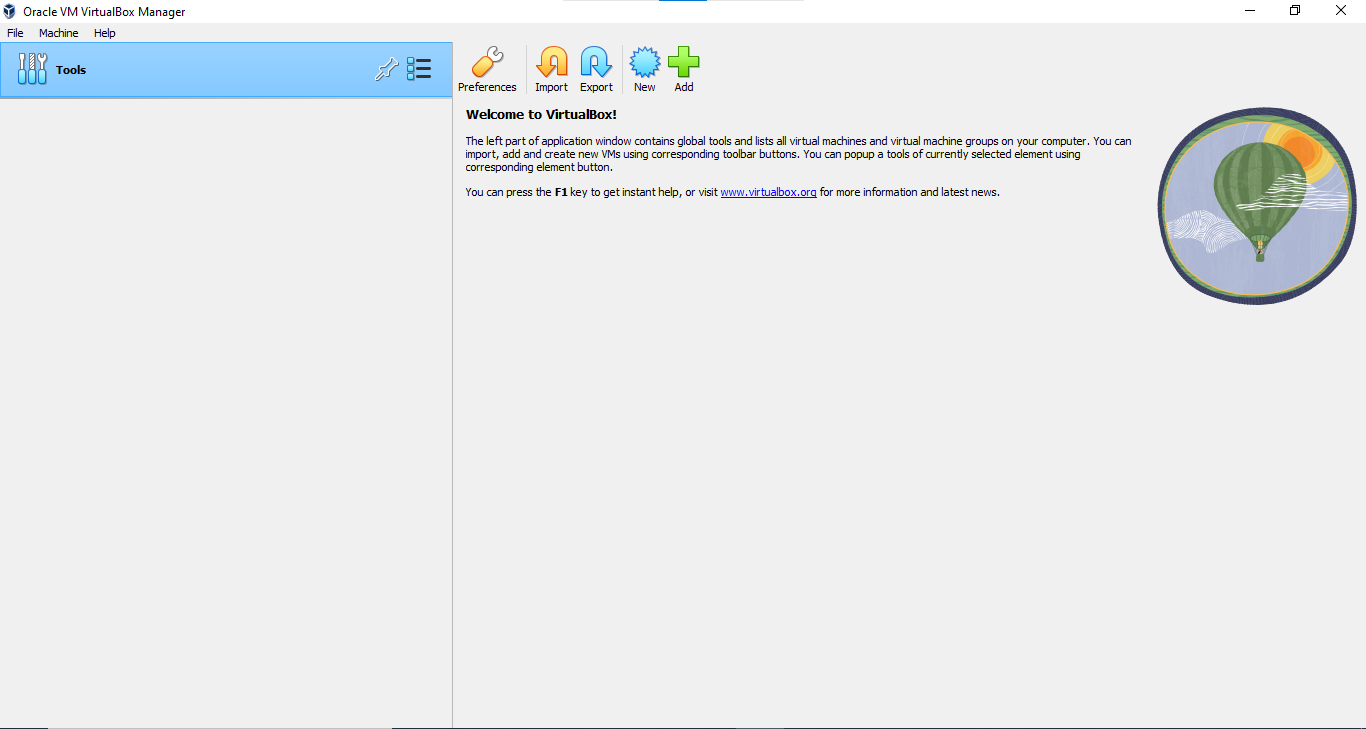 Oracle VM VirtualBox Manager
File Machine Help
Tools
Preferences Import Export New Add
Welcome to VirtualBox!
The left part of application window contains global tools and lists all virtual machines and virtual machine groups on your computer. You can
import, add and create new VMs using corresponding toolbar buttons. You can popup a tools of currently selected element using
corresponding element button.
You can press the F1 key to get instant help, or visit www.virtualbox.org for more information and latest news.